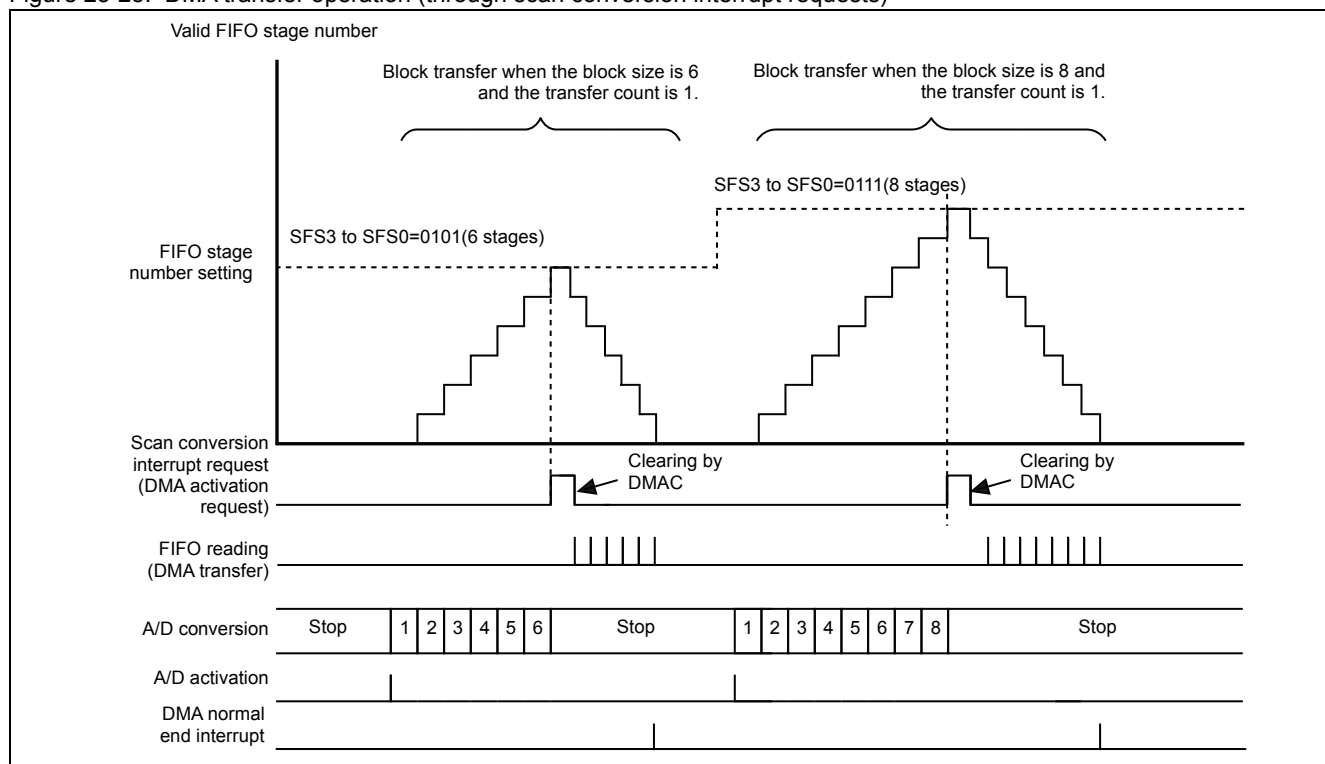 Valid FIFO stage number
Block transfer when the block size is 6
and the transfer count is 1.
Block transfer when the block size is 8 and
the transfer count is 1.
SFS3 to SFS0=0111(8 stages)
SFS3 to SFS0=0101(6 stages)
FIFO stage
number setting
Scan conversion
interrupt request
(DMA activation
request)
Clearing by
DMAC
Clearing by
DMAC
FIFO reading
(DMA transfer)
A/D conversion
Stop
1 2 3 4 5 6
Stop
1 2 3 4 5 6 7 8
Stop
A/D activation
DMA normal
end interrupt